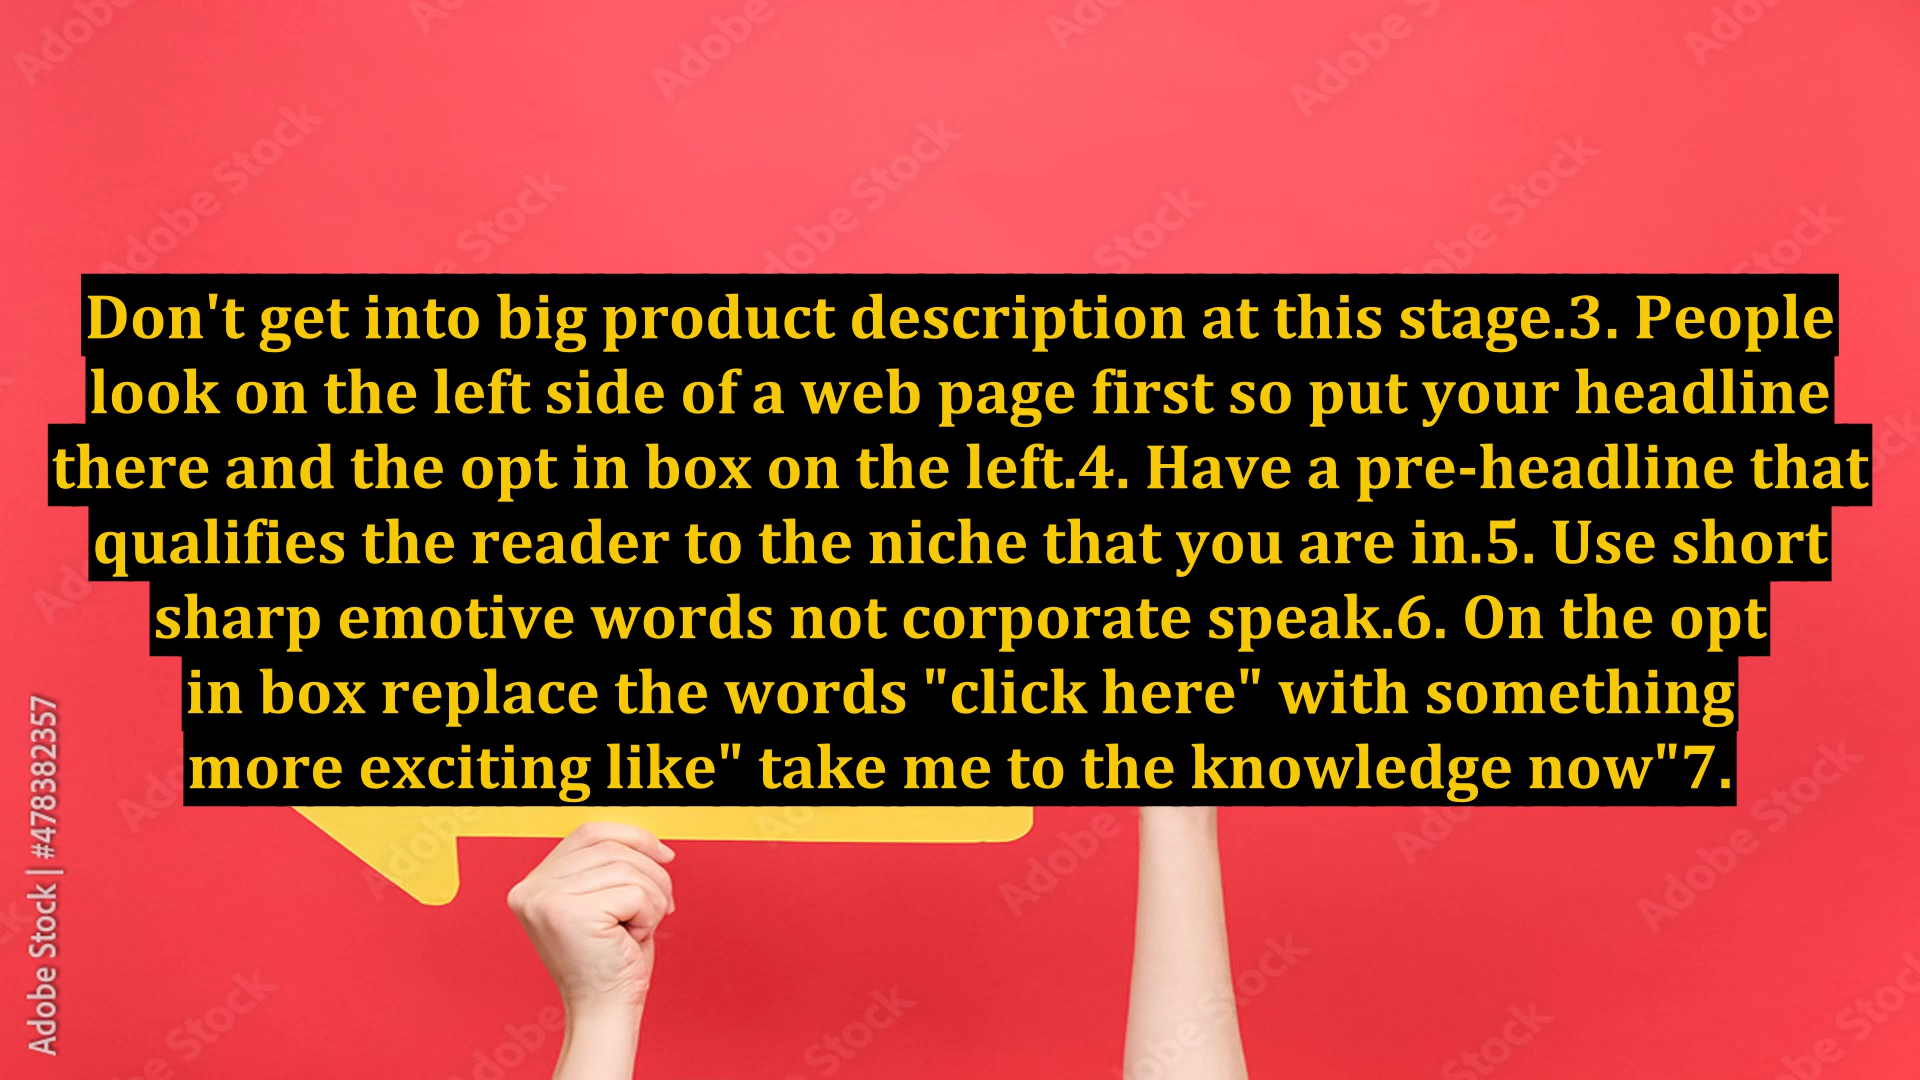 Don't get into big product description at this stage.3. People
look on the left side of a web page first so put your headline
there and the opt in box on the left.4. Have a pre-headline that
qualifies the reader to the niche that you are in.5. Use short
sharp emotive words not corporate speak.6. On the opt
in box replace the words "click here" with something
more exciting like" take me to the knowledge now"7.
Adobe Stock | #478382357